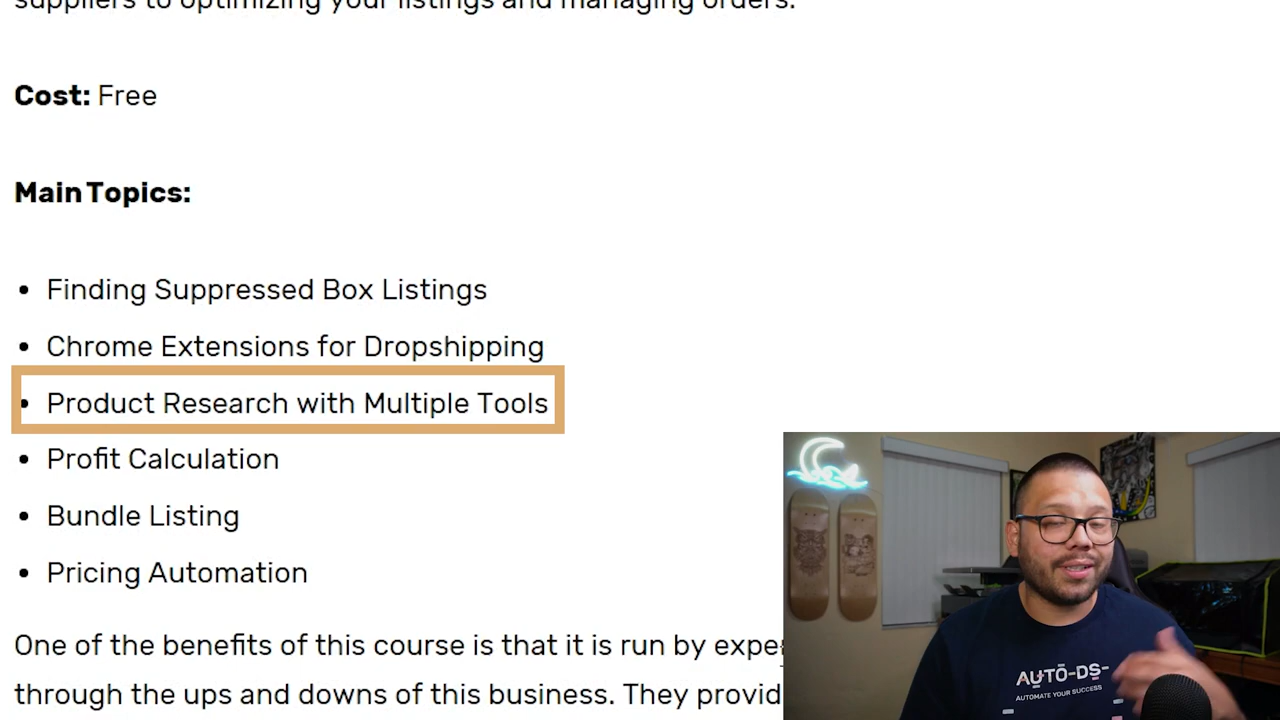 suppliers to optimizing your listings and managing orders.
Cost: Free
Main Topics:
• Finding Suppressed Box Listings
• Chrome Extensions for Dropshipping
• Product Research with Multiple Tools
• Profit Calculation
• Bundle Listing
• Pricing Automation
One of the benefits of this course is that it is run by expe
through the ups and downs of this business. They provid
AUTO-DS-
AUTOMATE YOUR SUCCESS